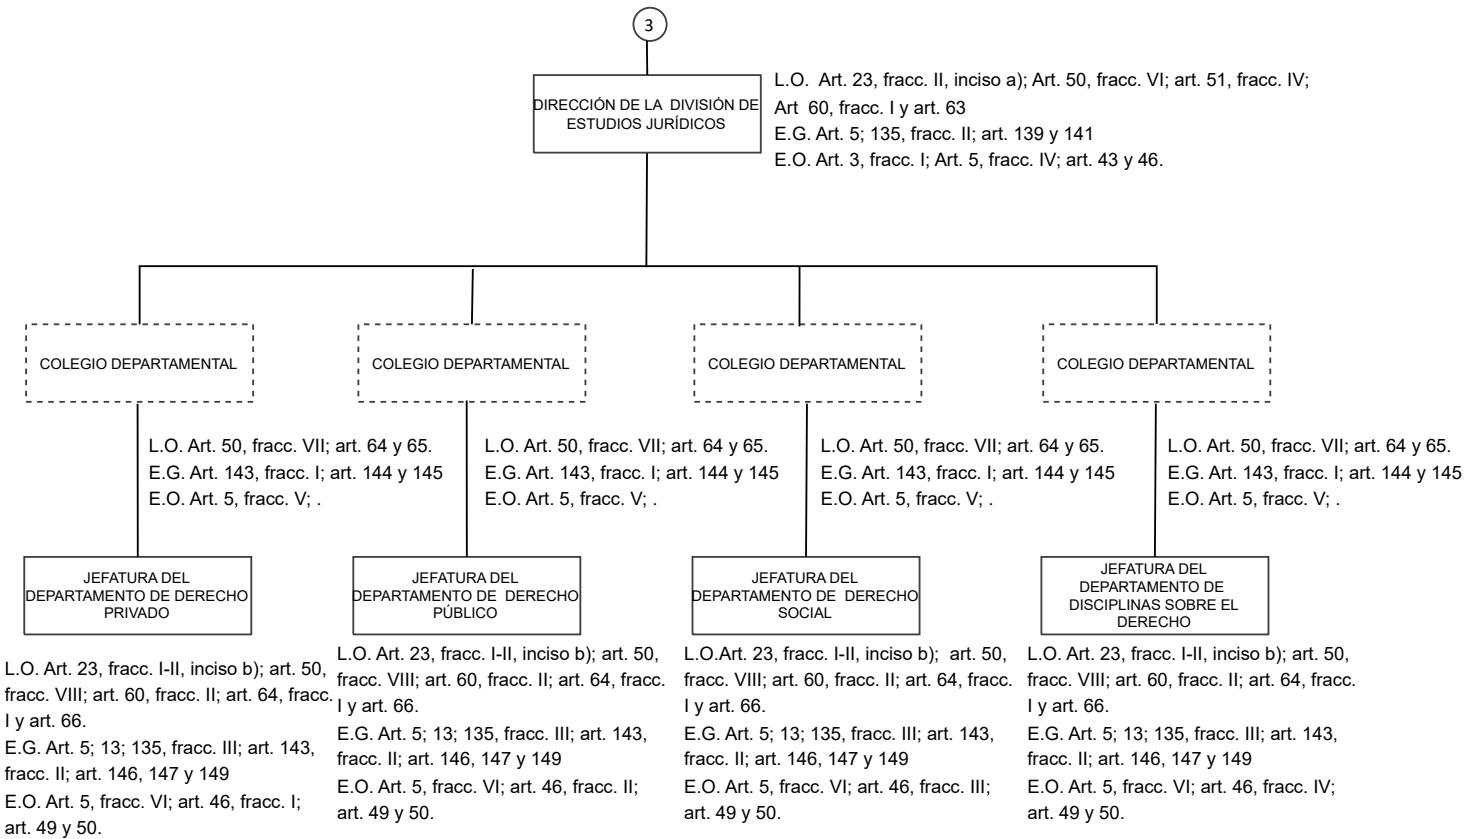 3
DIRECCIÓN DE LA DIVISIÓN DE
ESTUDIOS JURÍDICOS
L.O. Art. 23, fracc. II, inciso a); Art. 50, fracc. VI; art. 51, fracc. IV;
Art 60, fracc. I y art. 63
E.G. Art. 5; 135, fracc. II; art. 139 y 141
E.O. Art. 3, fracc. I; Art. 5, fracc. IV; art. 43 y 46.
COLEGIO DEPARTAMENTAL
COLEGIO DEPARTAMENTAL
COLEGIO DEPARTAMENTAL
COLEGIO DEPARTAMENTAL
L.O. Art. 50, fracc. VII; art. 64 y 65.
E.G. Art. 143, fracc. I; art. 144 y 145
E.O. Art. 5, fracc. V; .
L.O. Art. 50, fracc. VII; art. 64 y 65.
E.G. Art. 143, fracc. I; art. 144 y 145
E.O. Art. 5, fracc. V; .
L.O. Art. 50, fracc. VII; art. 64 y 65.
E.G. Art. 143, fracc. I; art. 144 y 145
E.O. Art. 5, fracc. V; .
L.O. Art. 50, fracc. VII; art. 64 y 65.
E.G. Art. 143, fracc. I; art. 144 y 145
E.O. Art. 5, fracc. V; .
JEFATURA DEL
DEPARTAMENTO DE DERECHO
PRIVADO
JEFATURA DEL
DEPARTAMENTO DE DERECHO
PÚBLICO
JEFATURA DEL
DEPARTAMENTO DE DERECHO
SOCIAL
JEFATURA DEL
DEPARTAMENTO DE
DISCIPLINAS SOBRE EL
DERECHO
L.O. Art. 23, fracc. I-II, inciso b); art. 50,
fracc. VIII; art. 60, fracc. II; art. 64, fracc.
I y art. 66.
E.G. Art. 5; 13; 135, fracc. III; art. 143,
fracc. II; art. 146, 147 y 149
E.O. Art. 5, fracc. VI; art. 46, fracc. I;
art. 49 y 50.
L.O. Art. 23, fracc. I-II, inciso b); art. 50,
fracc. VIII; art. 60, fracc. II; art. 64, fracc.
I y art. 66.
E.G. Art. 5; 13; 135, fracc. III; art. 143,
fracc. II; art. 146, 147 y 149
E.O. Art. 5, fracc. VI; art. 46, fracc. II;
art. 49 y 50.
L.O.Art. 23, fracc. I-II, inciso b); art. 50,
fracc. VIII; art. 60, fracc. II; art. 64, fracc.
I y art. 66.
E.G. Art. 5; 13; 135, fracc. III; art. 143,
fracc. II; art. 146, 147 y 149
E.O. Art. 5, fracc. VI; art. 46, fracc. III;
art. 49 y 50.
L.O. Art. 23, fracc. I-II, inciso b); art. 50,
fracc. VIII; art. 60, fracc. II; art. 64, fracc.
I y art. 66.
E.G. Art. 5; 13; 135, fracc. III; art. 143,
fracc. II; art. 146, 147 y 149
E.O. Art. 5, fracc. VI; art. 46, fracc. IV;
art. 49 y 50.